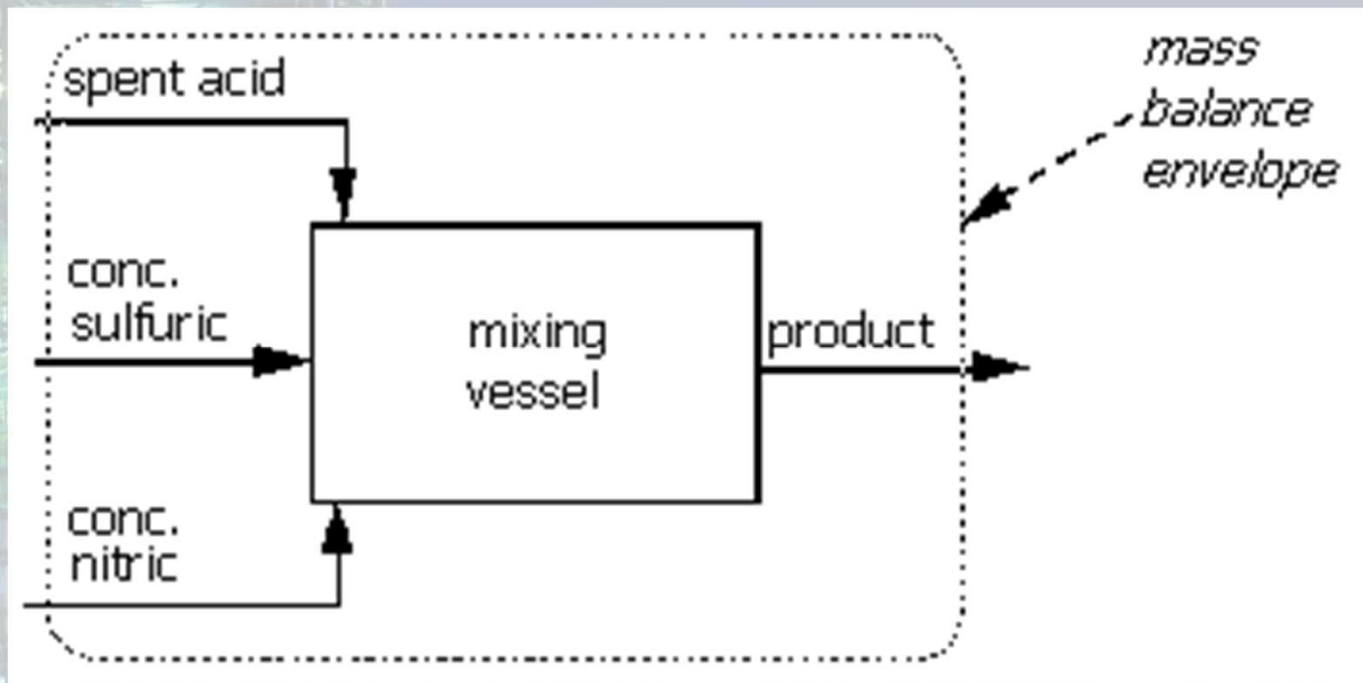 spent acid
conc.
sulfuric
conc.
nitric
mixing
vessel
product
mass
balance
envelope